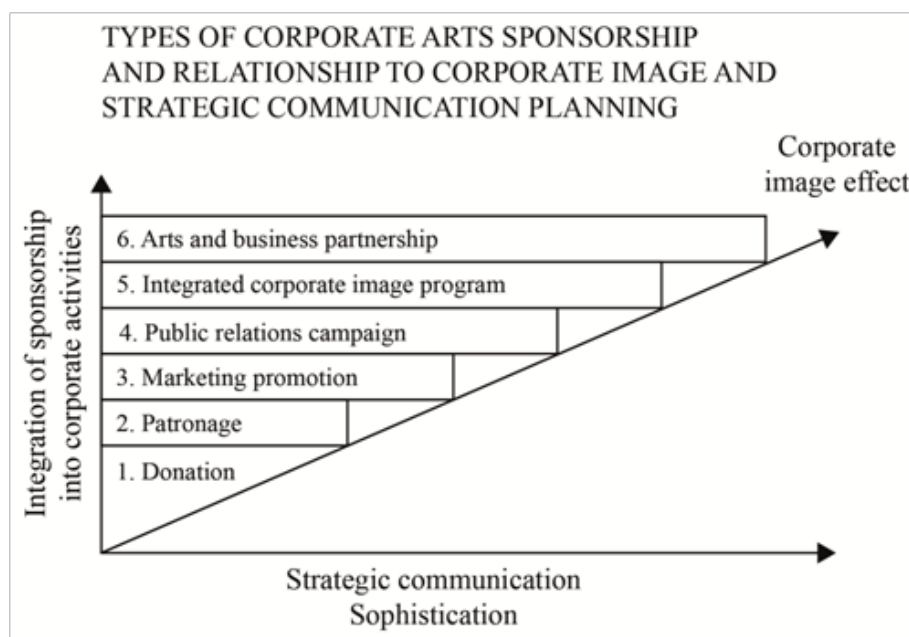 TYPES OF CORPORATE ARTS SPONSORSHIP
AND RELATIONSHIP TO CORPORATE IMAGE AND
STRATEGIC COMMUNICATION PLANNING
Corporate
image effect
Integration of sponsorship
into corporate activities
6. Arts and business partnership
5. Integrated corporate image program
4. Public relations campaign
3. Marketing promotion
2. Patronage
1. Donation
Strategic communication
Sophistication